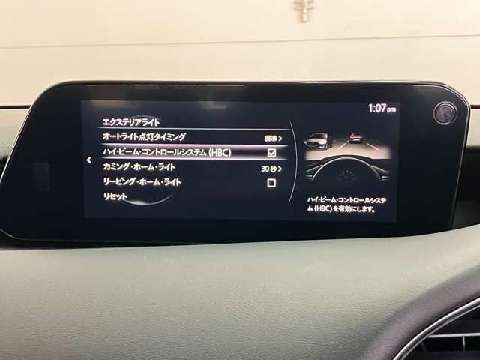 1:07 pm
エクステリアライト
オートライト点灯タイミング
ハイ・ビーム・コントロールシステム (HBC)
カミング・ホーム・ライト 30 秒
リービング・ホーム・ライト
リセット
ハイ・ビーム・コントロールシステ
ム (HBC) を有効にします。